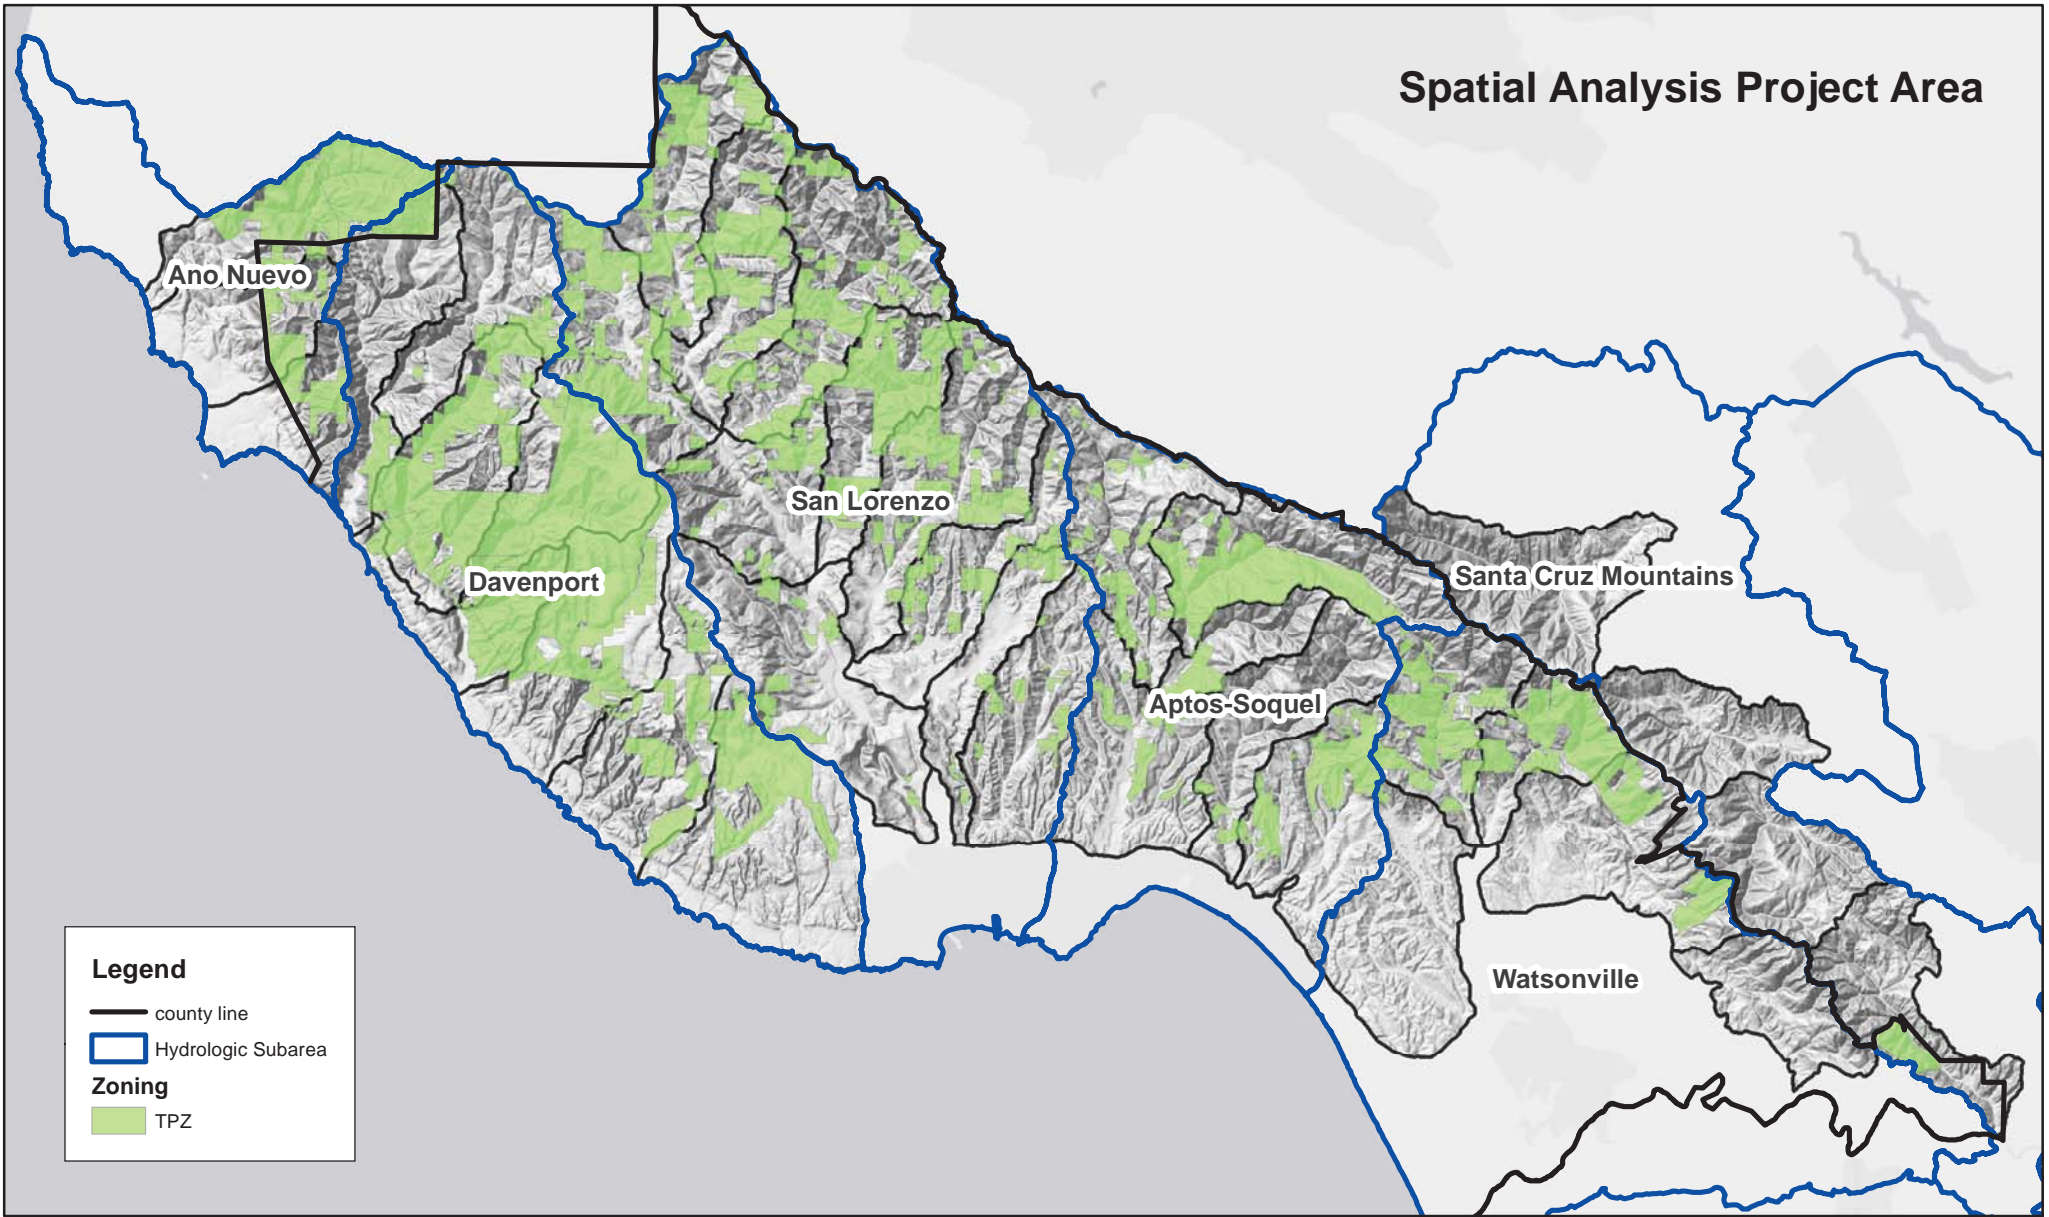 Spatial Analysis Project Area
Ano Nuevo
San Lorenzo
Davenport
Santa Cruz Mountains
Aptos-Soquel
Watsonville
Legend
county line
Hydrologic Subarea
Zoning
TPZ